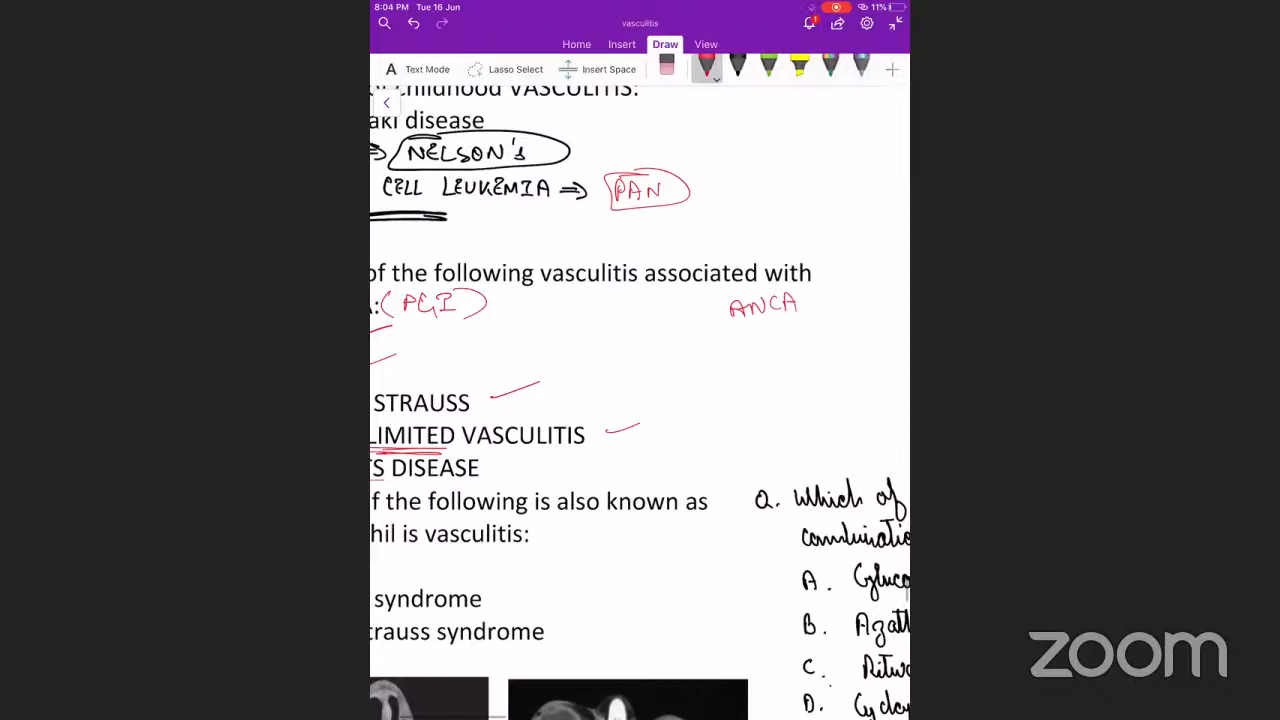 8:04 PM Tue 16 Jun
11%
vasculitis
Home Insert Draw View
A Text Mode Lasso Select Insert Space
childhood VASCULITIS:
aki disease
⇒ NELSON's
CELL LEUKEMIA ⇒ PAN
of the following vasculitis associated with
: (PGI) ANCA
STRAUSS
LIMITED VASCULITIS
TS DISEASE
f the following is also known as
hil is vasculitis:
syndrome
trauss syndrome
Q. Which of
combinatio
A. Gluco
B. Azath
C. Ritu
D. Cyclo
zoom